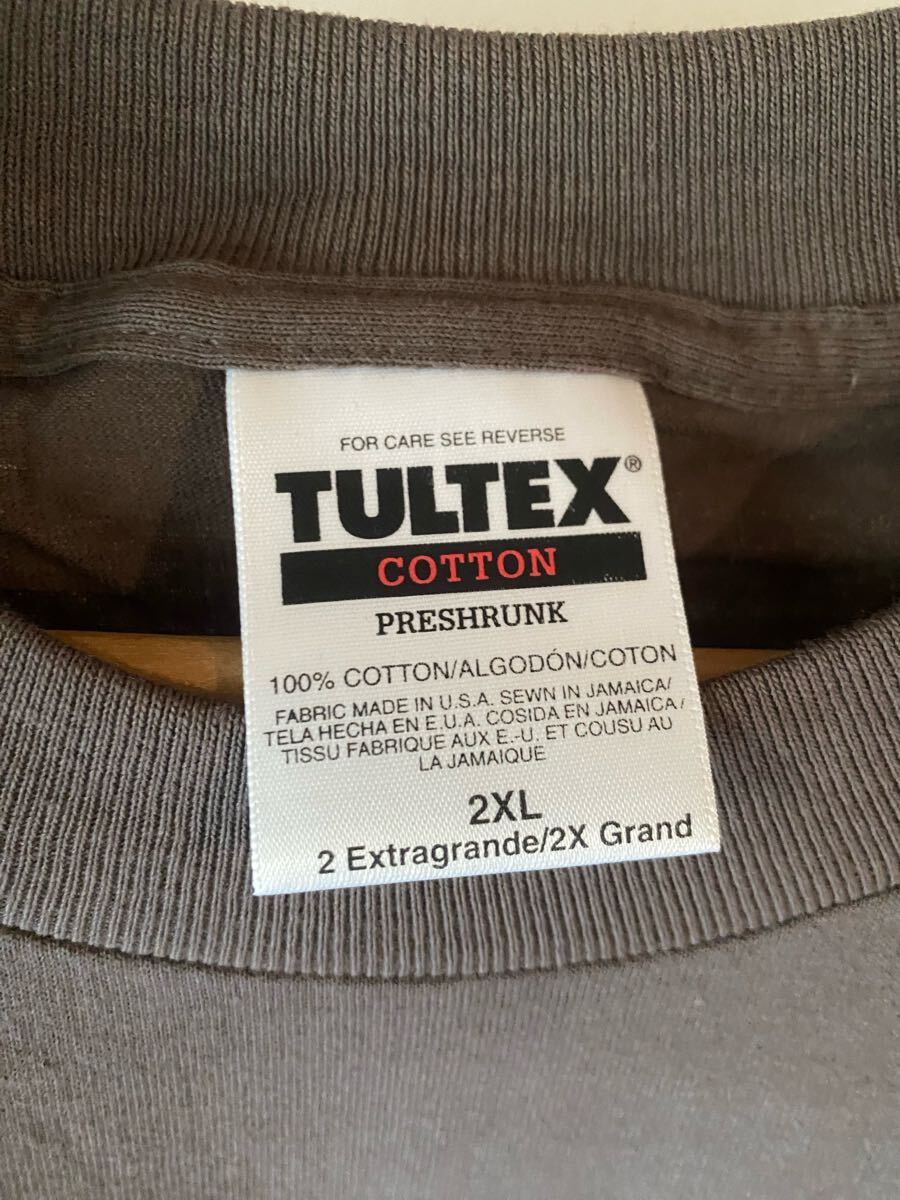 FOR CARE SEE REVERSE
TULTEX®
COTTON
PRESHRUNK
100% COTTON/ALGODÓN/COTON
FABRIC MADE IN U.S.A. SEWN IN JAMAICA/
TELA HECHA EN E.U.A. COSIDA EN JAMAICA/
TISSU FABRIQUE AUX E.-U. ET COUSU AU
LA JAMAIQUE
2XL
2 Extragrande/2X Grand